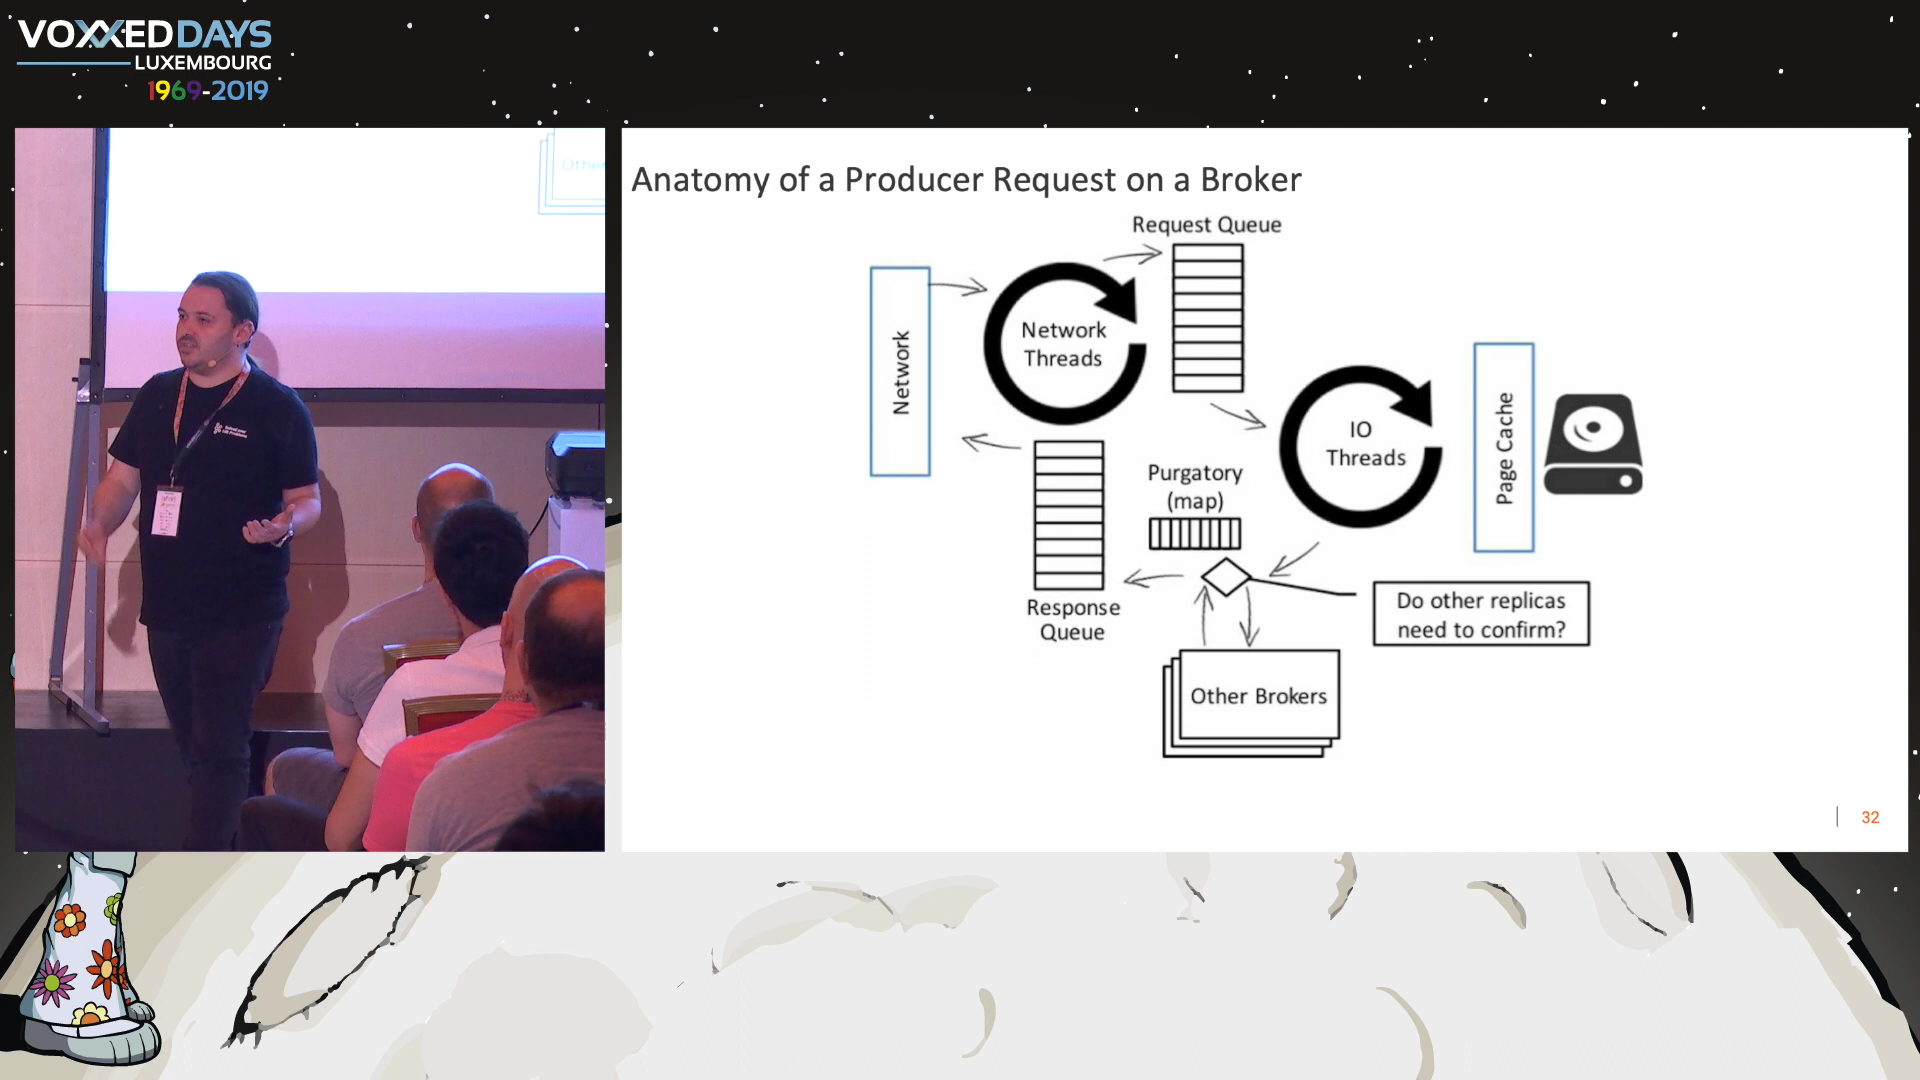 VOXXED DAYS
LUXEMBOURG
1969-2019
Othe
Anatomy of a Producer Request on a Broker
Request Queue
Network
Network
Threads
IO
Threads
Page Cache
Purgatory
(map)
Response
Queue
Do other replicas
need to confirm?
Other Brokers
32